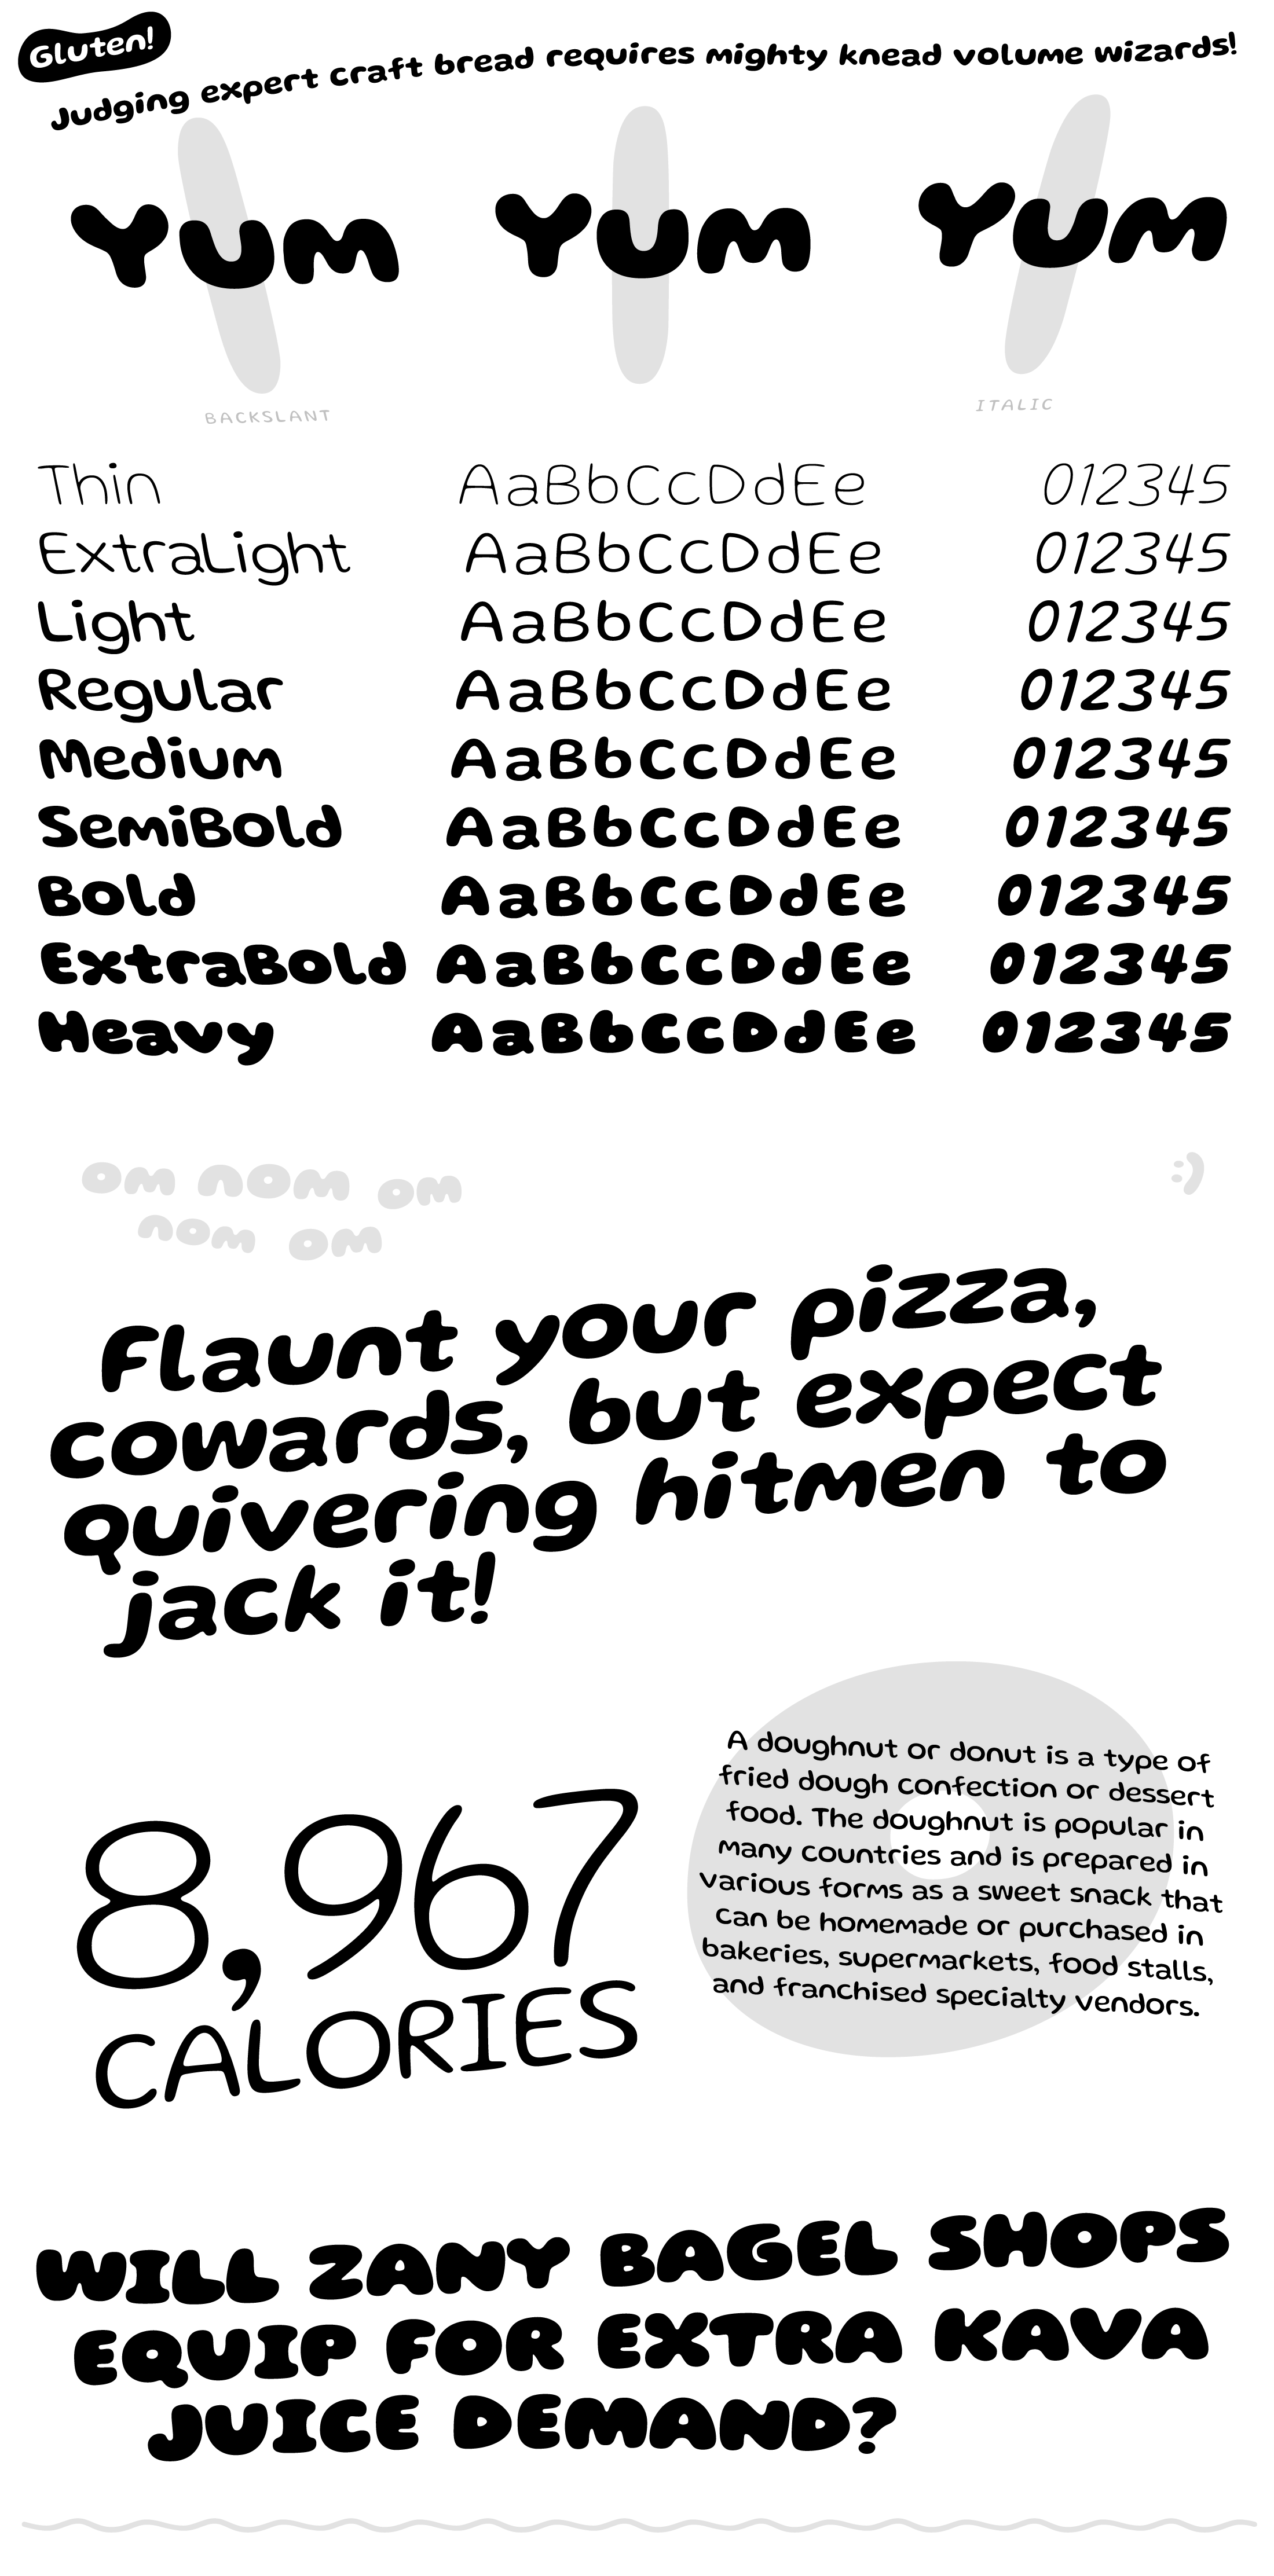 Gluten!
Judging expert craft bread requires mighty knead volume wizards!
Yum Yum Yum
BACKSLANT ITALIC
Thin AaBbCcDdEe 012345
ExtraLight AaBbCcDdEe 012345
Light AaBbCcDdEe 012345
Regular AaBbCcDdEe 012345
Medium AaBbCcDdEe 012345
SemiBold AaBbCcDdEe 012345
Bold AaBbCcDdEe 012345
ExtraBold AaBbCcDdEe 012345
Heavy AaBbCcDdEe 012345
om nom om :)
nom om
Flaunt your pizza,
cowards, but expect
quivering hitmen to
jack it!
8,967
CALORIES
A doughnut or donut is a type of
fried dough confection or dessert
food. The doughnut is popular in
many countries and is prepared in
various forms as a sweet snack that
can be homemade or purchased in
bakeries, supermarkets, food stalls,
and franchised specialty vendors.
WILL ZANY BAGEL SHOPS
EQUIP FOR EXTRA KAVA
JUICE DEMAND?